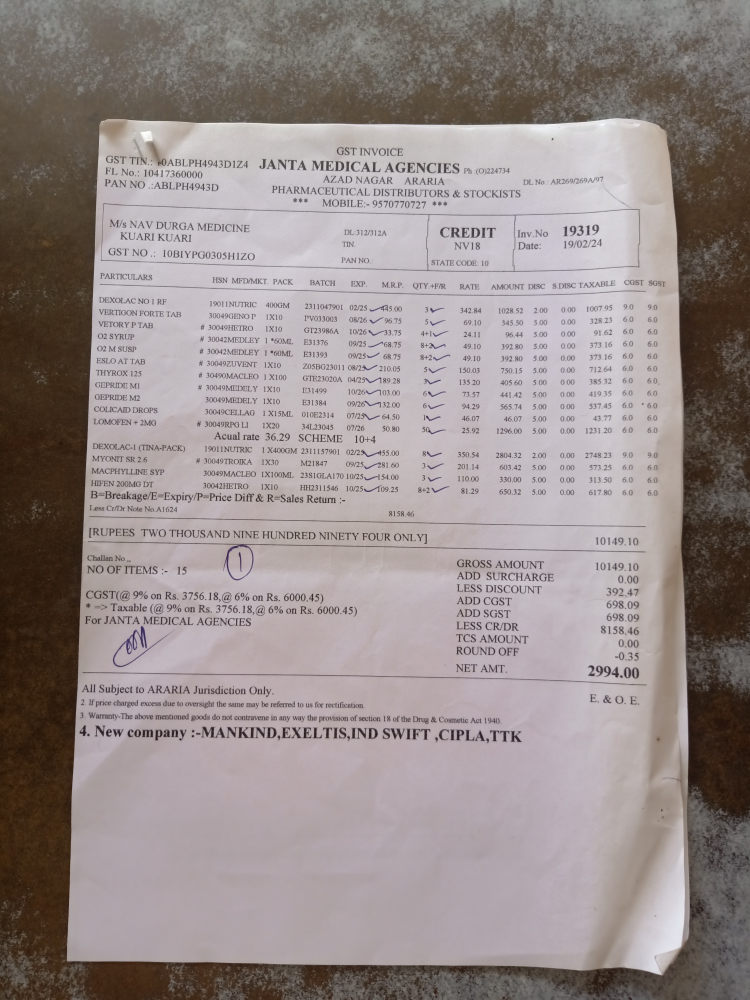 GST INVOICE
GST TIN.: 10ABLPH4943D1Z4 JANTA MEDICAL AGENCIES Ph :(O)224734
FL No.: 10417360000 AZAD NAGAR ARARIA DL No : AR269/269A/97
PAN NO .:ABLPH4943D PHARMACEUTICAL DISTRIBUTORS & STOCKISTS
*** MOBILE:- 9570770727 ***
M/s NAV DURGA MEDICINE DL:312/312A CREDIT Inv.No 19319
KUARI KUARI TIN. NV18 Date: 19/02/24
GST NO .: 10BIYPG0305H1ZO PAN NO. STATE CODE: 10
PARTICULARS HSN MFD/MKT. PACK BATCH EXP. M.R.P. QTY.+F/R RATE AMOUNT DISC S.DISC TAXABLE CGST SGST
DEXOLAC NO 1 RF 19011NUTRIC 400GM 2311047901 02/25 445.00 3 342.84 1028.52 2.00 0.00 1007.95 9.0 9.0
VERTIGON FORTE TAB 30049GENO P 1X10 PV033003 08/26 96.75 5 69.10 345.50 5.00 0.00 328.23 6.0 6.0
VETORY P TAB # 30049HETRO 1X10 GT23986A 10/26 33.75 4+1 24.11 96.44 5.00 0.00 91.62 6.0 6.0
O2 SYRUP # 30042MEDLEY 1 *60ML E31376 09/25 68.75 8+2 49.10 392.80 5.00 0.00 373.16 6.0 6.0
O2 M SUSP # 30042MEDLEY 1 *60ML E31393 09/25 68.75 8+2 49.10 392.80 5.00 0.00 373.16 6.0 6.0
ESLO AT TAB # 30049ZUVENT 1X10 Z05BG23011 08/25 210.05 5 150.03 750.15 5.00 0.00 712.64 6.0 6.0
THYROX 125 # 30490MACLEO 1 X100 GTE23020A 04/25 189.28 3 135.20 405.60 5.00 0.00 385.32 6.0 6.0
GEPRIDE M1 30049MEDELY 1X10 E31499 10/26 103.00 6 73.57 441.42 5.00 0.00 419.35 6.0 6.0
GEPRIDE M2 30049MEDELY 1X10 E31384 09/26 132.00 6 94.29 565.74 5.00 0.00 537.45 6.0 6.0
COLICAID DROPS 30049CELLAG 1 X15ML 010E2314 07/25 64.50 1 46.07 46.07 5.00 0.00 43.77 6.0 6.0
LOMOFEN + 2MG # 30049RPG LI 1X20 34L23045 07/26 50.80 50 25.92 1296.00 5.00 0.00 1231.20 6.0 6.0
Acual rate 36.29 SCHEME 10+4
DEXOLAC-1 (TINA-PACK) 19011NUTRIC 1 X400GM 2311157901 02/25 455.00 8 350.54 2804.32 2.00 0.00 2748.23 9.0 9.0
MYONIT SR 2.6 # 30049TROIKA 1X30 M21847 09/25 281.60 3 201.14 603.42 5.00 0.00 573.25 6.0 6.0
MACPHYLLINE SYP 30049MACLEO 1X100ML 23S1GLA170 10/25 154.00 3 110.00 330.00 5.00 0.00 313.50 6.0 6.0
HIFEN 200MG DT 30042HETRO 1X10 HH2311546 10/25 109.25 8+2 81.29 650.32 5.00 0.00 617.80 6.0 6.0
B=Breakage/E=Expiry/P=Price Diff & R=Sales Return :-
Less Cr/Dr Note No.A1624 8158.46
[RUPEES TWO THOUSAND NINE HUNDRED NINETY FOUR ONLY] 10149.10
Challan No.,, 1
NO OF ITEMS :- 15
GROSS AMOUNT 10149.10
ADD SURCHARGE 0.00
LESS DISCOUNT 392.47
CGST(@ 9% on Rs. 3756.18,@ 6% on Rs. 6000.45) ADD CGST 698.09
* => Taxable (@ 9% on Rs. 3756.18,@ 6% on Rs. 6000.45) ADD SGST 698.09
For JANTA MEDICAL AGENCIES LESS CR/DR 8158.46
TCS AMOUNT 0.00
ROUND OFF -0.35
NET AMT. 2994.00
All Subject to ARARIA Jurisdiction Only. E. & O. E.
2. If price charged excess due to oversight the same may be referred to us for rectification.
3. Warranty-The above mentioned goods do not contravene in any way the provision of section 18 of the Drug & Cosmetic Act 1940.
4. New company :-MANKIND,EXELTIS,IND SWIFT ,CIPLA,TTK